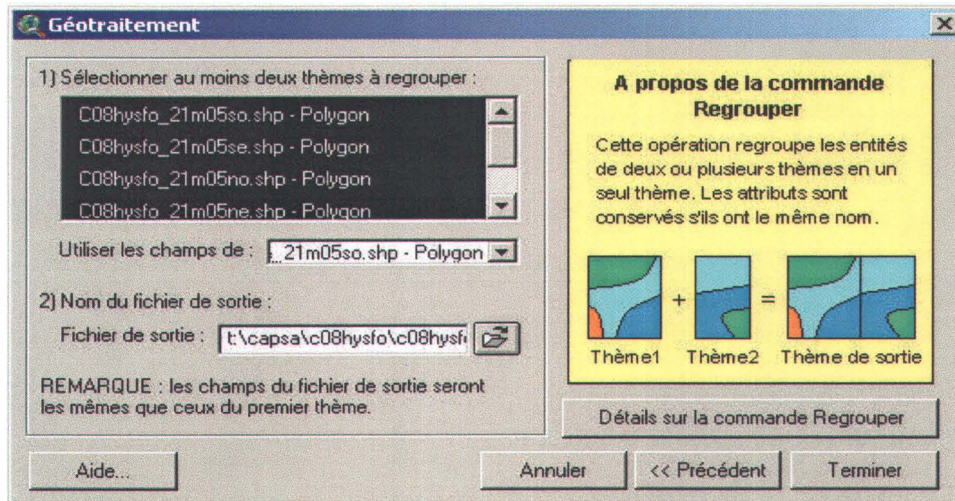 Géotraitement
1) Sélectionner au moins deux thèmes à regrouper :
C08hysfo_21m05so.shp - Polygon
C08hysfo_21m05se.shp - Polygon
C08hysfo_21m05no.shp - Polygon
C08hysfo_21m05ne.shp - Polygon
Utiliser les champs de :
_21m05so.shp - Polygon
2) Nom du fichier de sortie :
Fichier de sortie :
t:\capsa\c08hysfo\c08hysf
REMARQUE : les champs du fichier de sortie seront
les mêmes que ceux du premier thème.
A propos de la commande
Regrouper
Cette opération regroupe les entités
de deux ou plusieurs thèmes en un
seul thème. Les attributs sont
conservés s'ils ont le même nom.
+ =
Thème1 Thème2 Thème de sortie
Détails sur la commande Regrouper
Aide...
Annuler
<< Précédent
Terminer